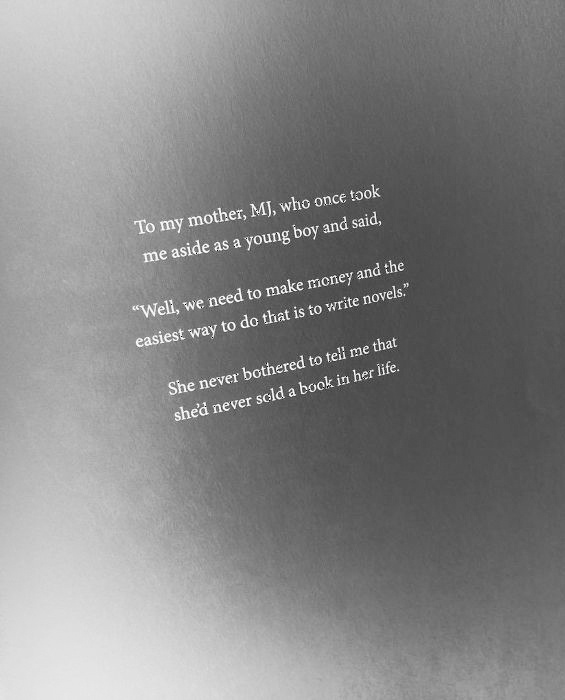 To my mother, MJ, who once took
me aside as a young boy and said,
“Well, we need to make money and the
easiest way to do that is to write novels.”
She never bothered to tell me that
she’d never sold a book in her life.